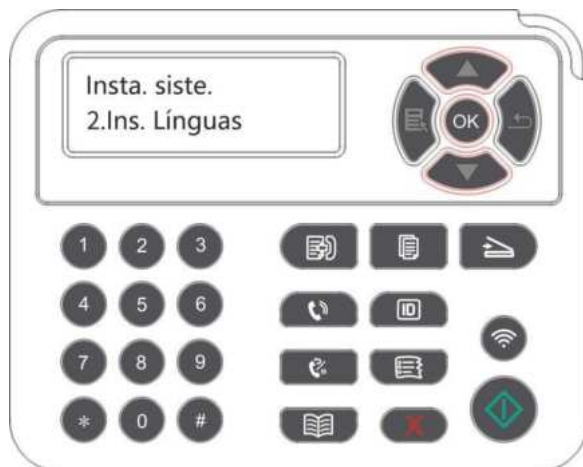 Insta. siste.
2.Ins. Línguas
OK
1 2 3
4 5 6
ID
7 8 9
* 0 #